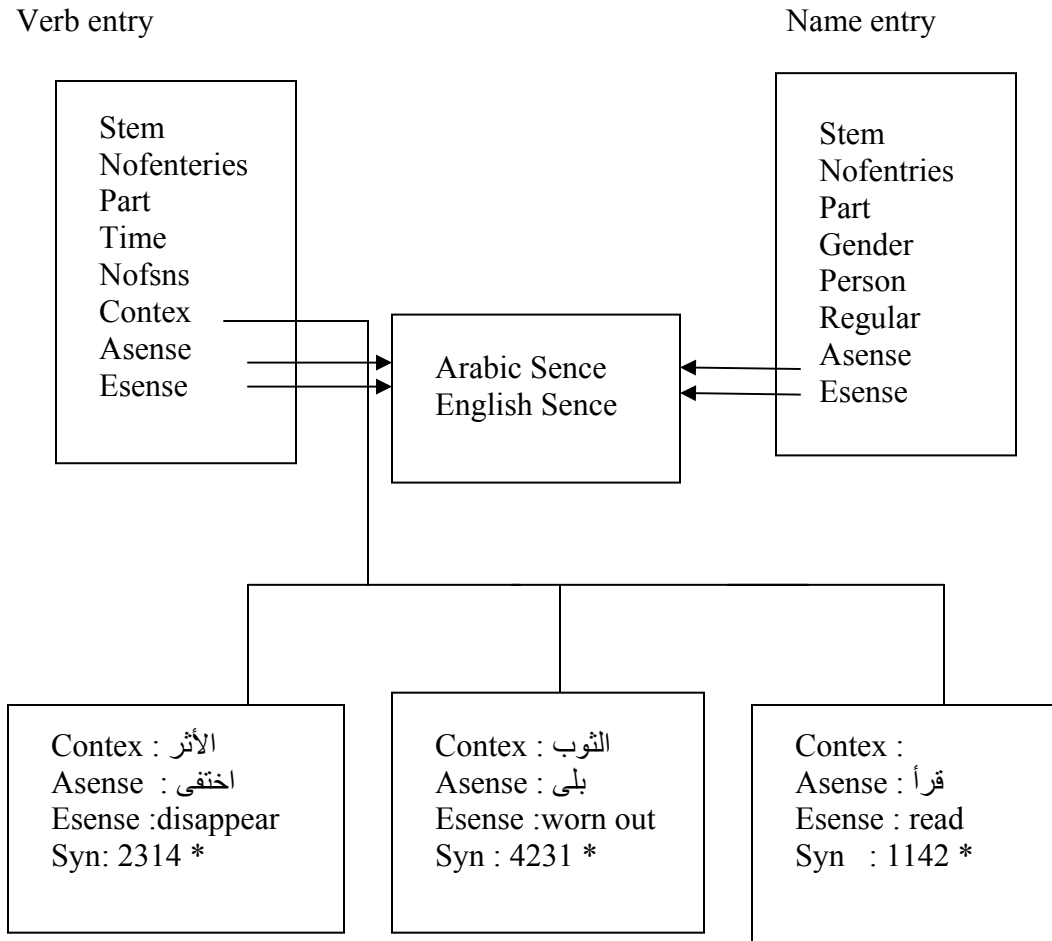 Verb entry
Name entry
Stem
Nofenteries
Part
Time
Nofsns
Contex
Asense
Esense
Arabic Sence
English Sence
Stem
Nofentries
Part
Gender
Person
Regular
Asense
Esense
Contex : الأثر
Asense : اختفى
Esense :disappear
Syn: 2314 *
Contex : الثوب
Asense : بلى
Esense :worn out
Syn : 4231 *
Contex :
Asense : قرأ
Esense : read
Syn : 1142 *